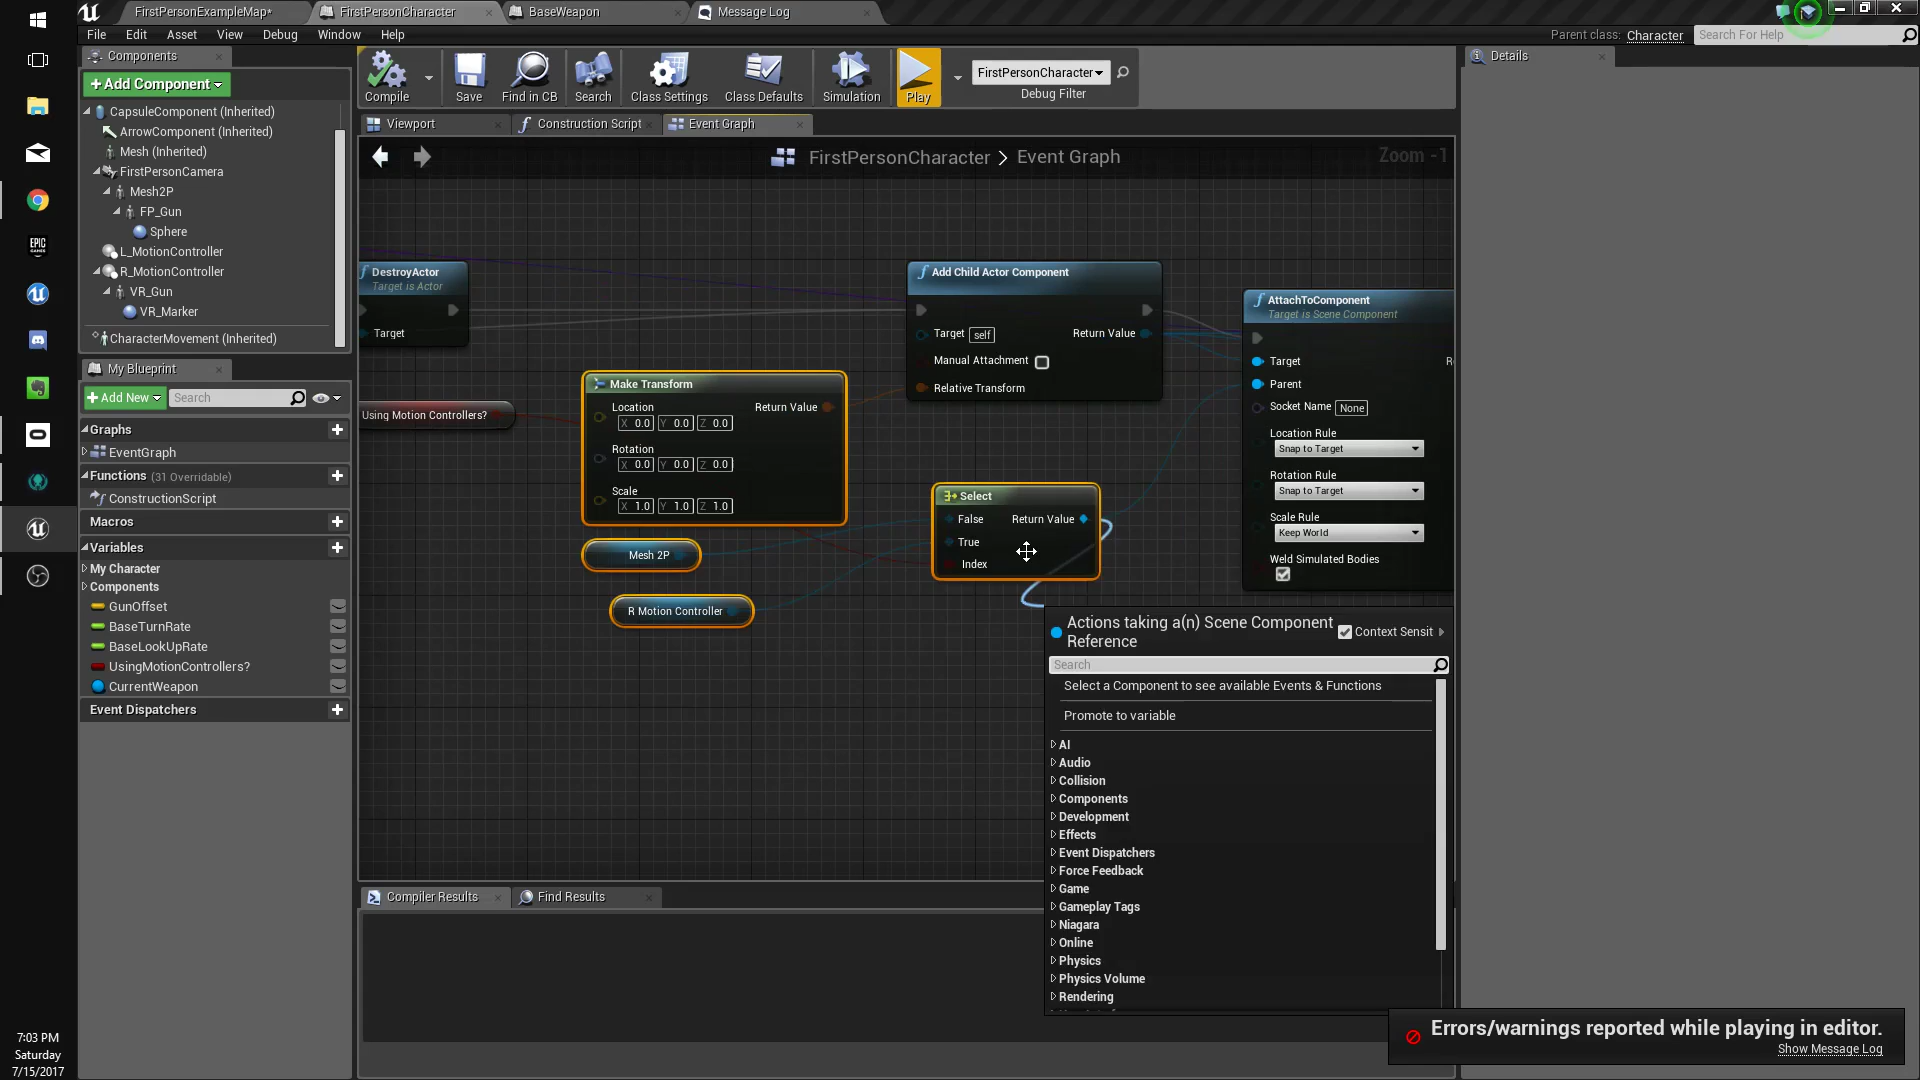 FirstPersonExampleMap*
FirstPersonCharacter
BaseWeapon
Message Log
File Edit Asset View Debug Window Help
Parent class: Character
Search For Help
Components
Details
+Add Component
Compile
Save
Find in CB
Search
Class Settings
Class Defaults
Simulation
Play
FirstPersonCharacter
Debug Filter
CapsuleComponent (Inherited)
ArrowComponent (Inherited)
Mesh (Inherited)
FirstPersonCamera
Mesh2P
FP_Gun
Sphere
L_MotionController
R_MotionController
VR_Gun
VR_Marker
CharacterMovement (Inherited)
Viewport
Construction Script
Event Graph
FirstPersonCharacter > Event Graph
Zoom -1
DestroyActor
Target is Actor
Target
Add Child Actor Component
Target self
Return Value
Manual Attachment
Relative Transform
AttachToComponent
Target is Scene Component
Target
Parent
Socket Name None
Location Rule
Snap to Target
Rotation Rule
Snap to Target
Scale Rule
Keep World
Weld Simulated Bodies
Using Motion Controllers?
Make Transform
Location
Return Value
X 0.0 Y 0.0 Z 0.0
Rotation
X 0.0 Y 0.0 Z 0.0
Scale
X 1.0 Y 1.0 Z 1.0
Mesh 2P
R Motion Controller
Select
False
Return Value
True
Index
My Blueprint
+Add New
Search
Graphs
EventGraph
Functions (31 Overridable)
ConstructionScript
Macros
Variables
My Character
Components
GunOffset
BaseTurnRate
BaseLookUpRate
UsingMotionControllers?
CurrentWeapon
Event Dispatchers
Actions taking a(n) Scene Component
Reference
Context Sensit
Search
Select a Component to see available Events & Functions
Promote to variable
AI
Audio
Collision
Components
Development
Effects
Event Dispatchers
Force Feedback
Game
Gameplay Tags
Niagara
Online
Physics
Physics Volume
Rendering
Compiler Results
Find Results
Errors/warnings reported while playing in editor.
Show Message Log
EPIC
GAMES
7:03 PM
Saturday
7/15/2017